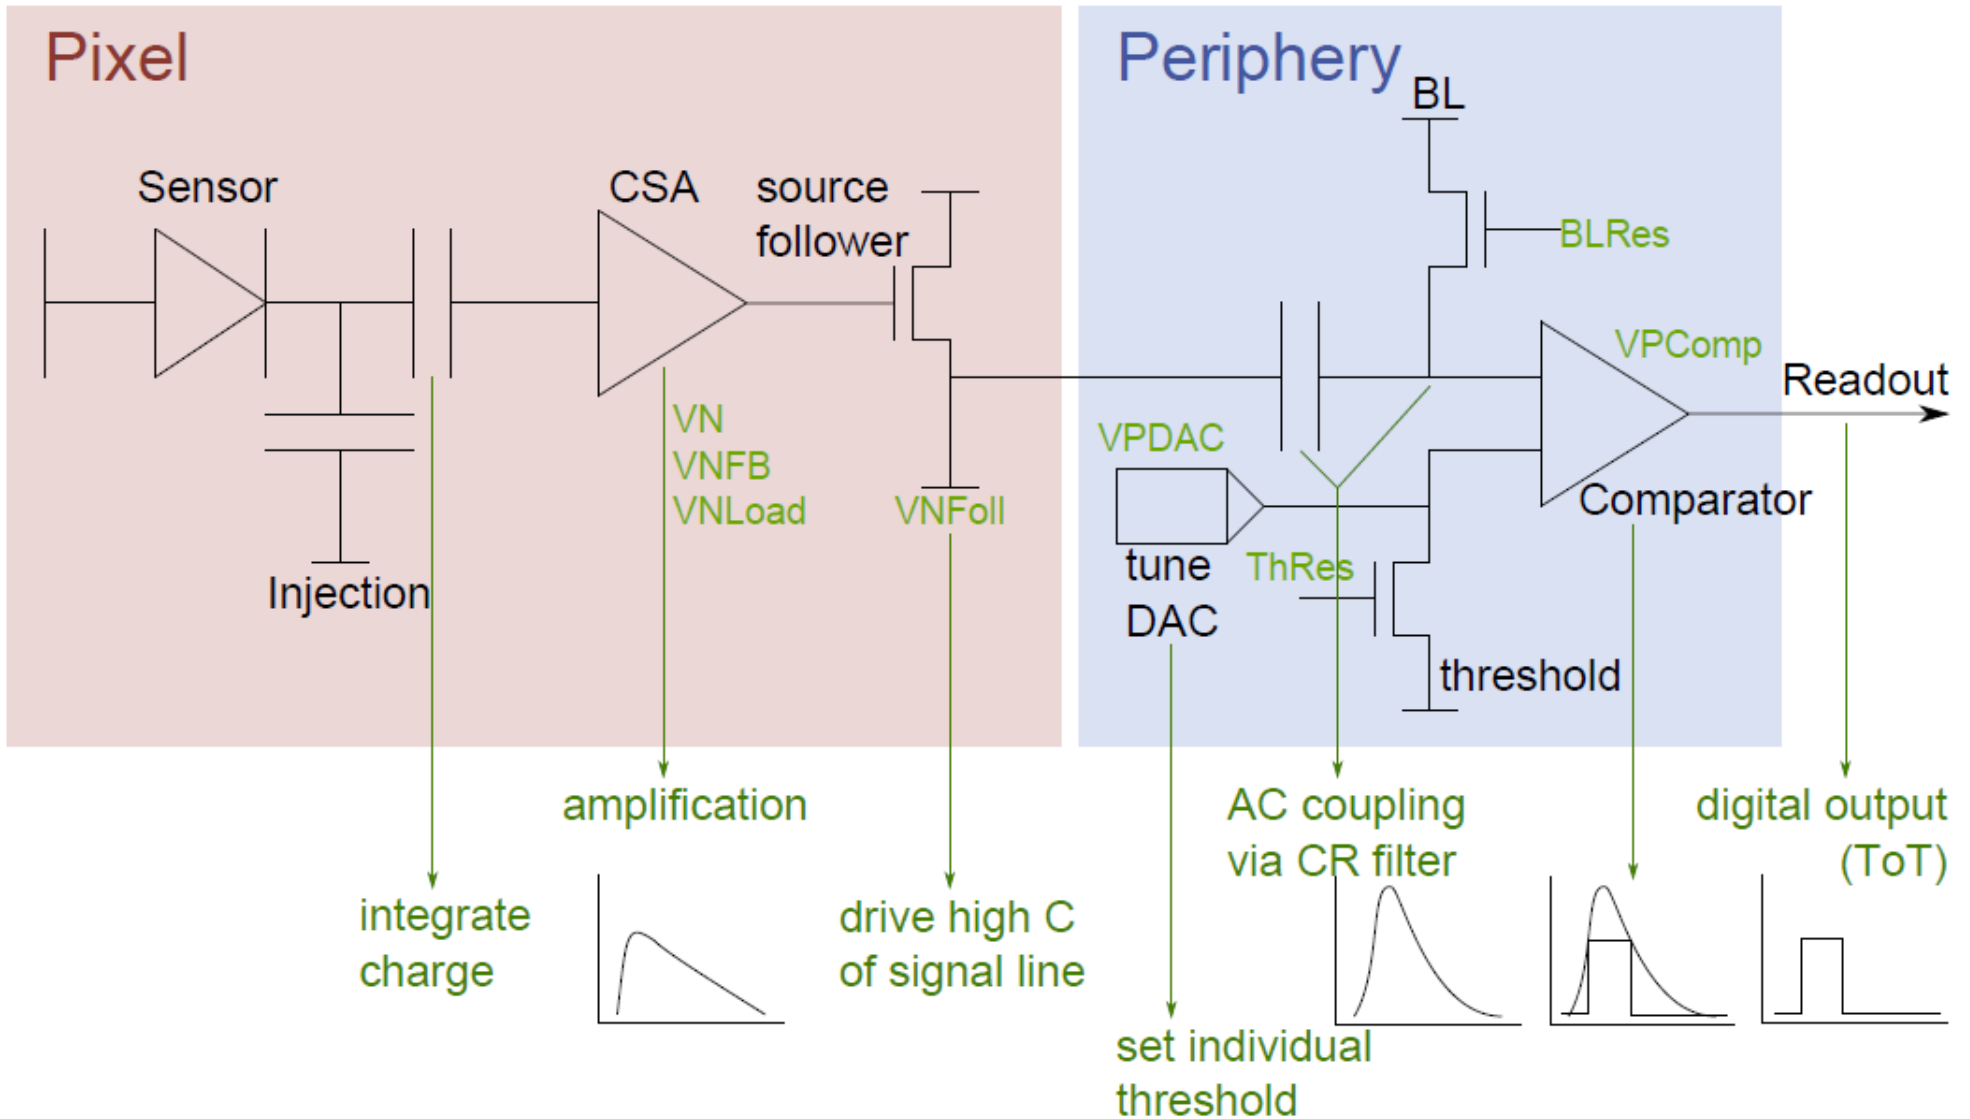 Pixel
Periphery
BL
Sensor
CSA
source
follower
BLRes
VPComp
Readout
VN
VNFB
VNLoad
VNFoll
VPDAC
Comparator
tune
DAC
ThRes
Injection
threshold
amplification
AC coupling
via CR filter
digital output
(ToT)
integrate
charge
drive high C
of signal line
set individual
threshold